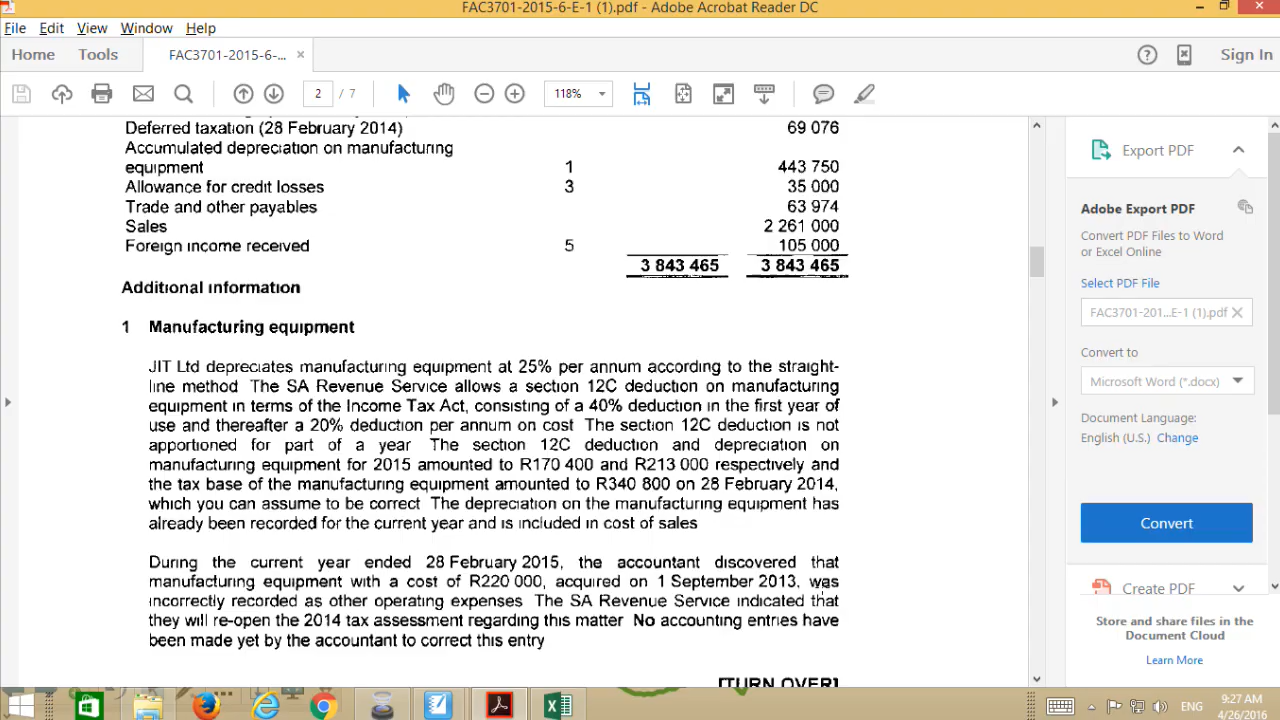 FAC3701-2015-6-E-1 (1).pdf - Adobe Acrobat Reader DC
File Edit View Window Help
Home Tools FAC3701-2015-6-... × Sign In
2 / 7 118%
Deferred taxation (28 February 2014) 69 076
Accumulated depreciation on manufacturing
equipment 1 443 750
Allowance for credit losses 3 35 000
Trade and other payables 63 974
Sales 2 261 000
Foreign income received 5 105 000
3 843 465 3 843 465
Additional information
1 Manufacturing equipment
JIT Ltd depreciates manufacturing equipment at 25% per annum according to the straight-
line method The SA Revenue Service allows a section 12C deduction on manufacturing
equipment in terms of the Income Tax Act, consisting of a 40% deduction in the first year of
use and thereafter a 20% deduction per annum on cost The section 12C deduction is not
apportioned for part of a year The section 12C deduction and depreciation on
manufacturing equipment for 2015 amounted to R170 400 and R213 000 respectively and
the tax base of the manufacturing equipment amounted to R340 800 on 28 February 2014,
which you can assume to be correct The depreciation on the manufacturing equipment has
already been recorded for the current year and is included in cost of sales
During the current year ended 28 February 2015, the accountant discovered that
manufacturing equipment with a cost of R220 000, acquired on 1 September 2013, was
incorrectly recorded as other operating expenses The SA Revenue Service indicated that
they will re-open the 2014 tax assessment regarding this matter No accounting entries have
been made yet by the accountant to correct this entry
[TURN OVER]
Export PDF
Adobe Export PDF
Convert PDF Files to Word
or Excel Online
Select PDF File
FAC3701-201...E-1 (1).pdf
Convert to
Microsoft Word (*.docx)
Document Language:
English (U.S.) Change
Convert
Create PDF
Store and share files in the
Document Cloud
Learn More
ENG
9:27 AM
4/26/2016